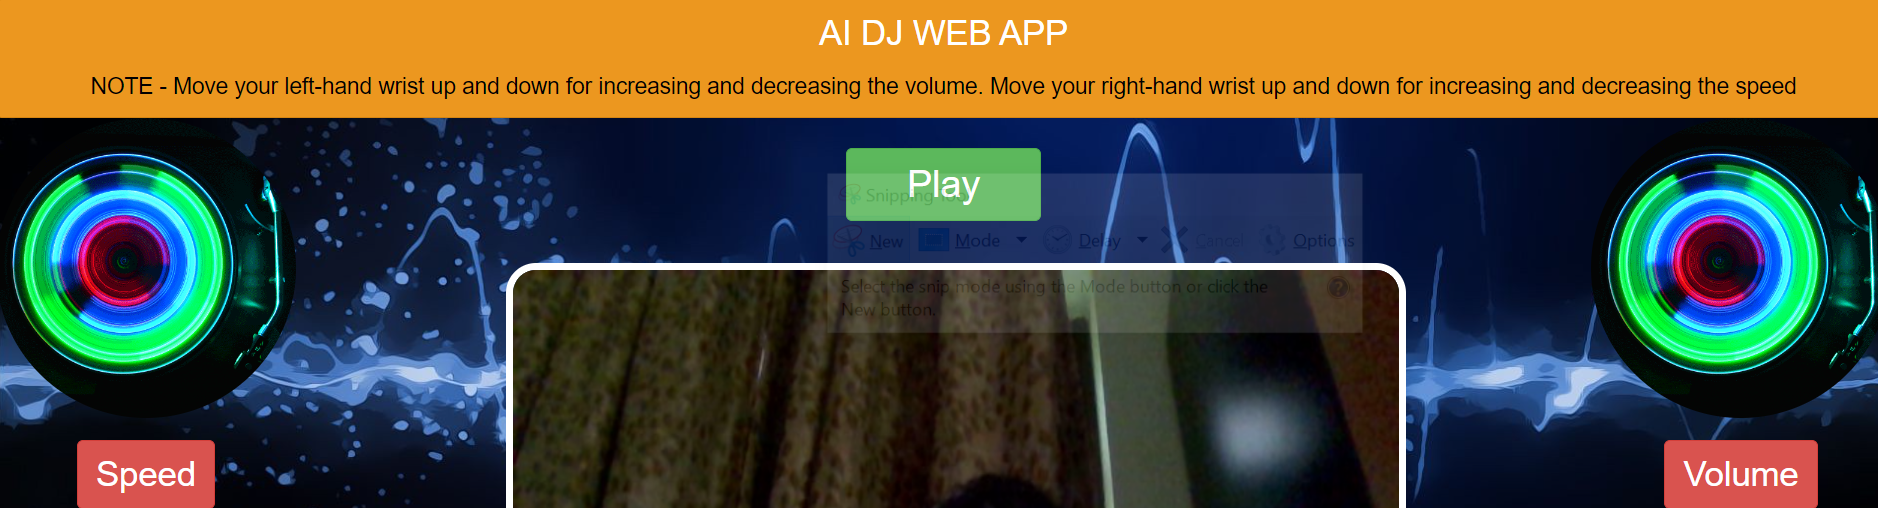 AI DJ WEB APP
NOTE - Move your left-hand wrist up and down for increasing and decreasing the volume. Move your right-hand wrist up and down for increasing and decreasing the speed
Play
Snipping Tool
New Mode Delay Cancel Options
Select the snip mode using the Mode button or click the
New button.
Speed
Volume